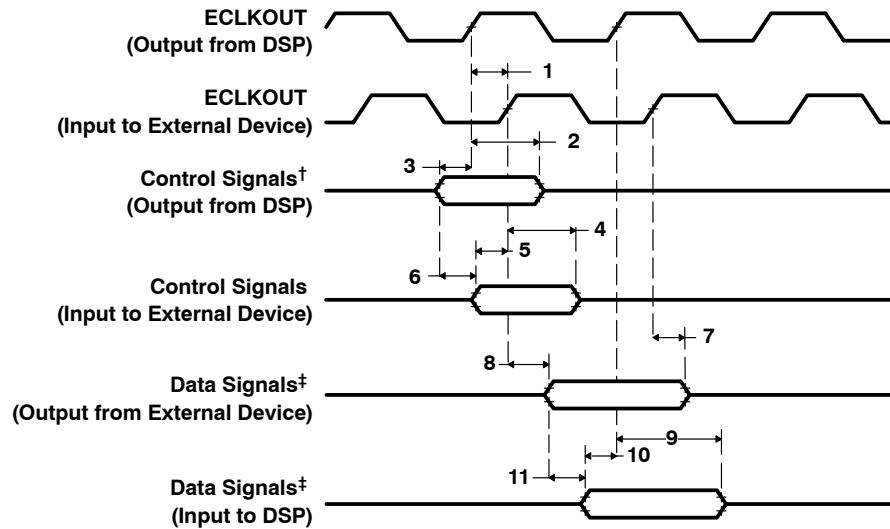 ECLKOUT
(Output from DSP)
1
ECLKOUT
(Input to External Device)
2
3
Control Signals†
(Output from DSP)
4
5
6
Control Signals
(Input to External Device)
7
8
Data Signals‡
(Output from External Device)
9
10
11
Data Signals‡
(Input to DSP)